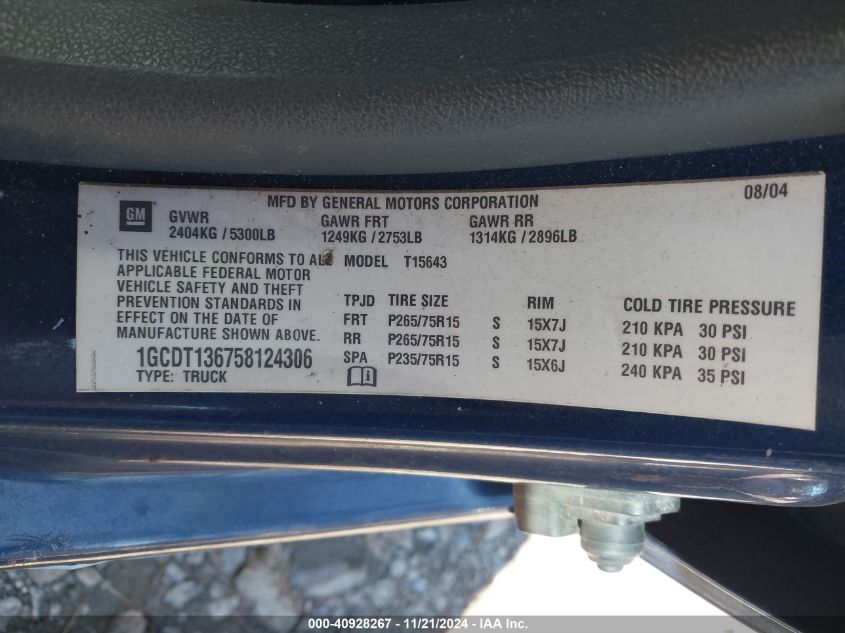 MFD BY GENERAL MOTORS CORPORATION 08/04
GM
GVWR GAWR FRT GAWR RR
2404KG / 5300LB 1249KG / 2753LB 1314KG / 2896LB
THIS VEHICLE CONFORMS TO ALL
APPLICABLE FEDERAL MOTOR
VEHICLE SAFETY AND THEFT
PREVENTION STANDARDS IN
EFFECT ON THE DATE OF
MANUFACTURE SHOWN ABOVE.
1GCDT136758124306
TYPE: TRUCK
MODEL T15643
TPJD TIRE SIZE RIM COLD TIRE PRESSURE
FRT P265/75R15 S 15X7J 210 KPA 30 PSI
RR P265/75R15 S 15X7J 210 KPA 30 PSI
SPA P235/75R15 S 15X6J 240 KPA 35 PSI
000-40928267 - 11/21/2024 - IAA Inc.